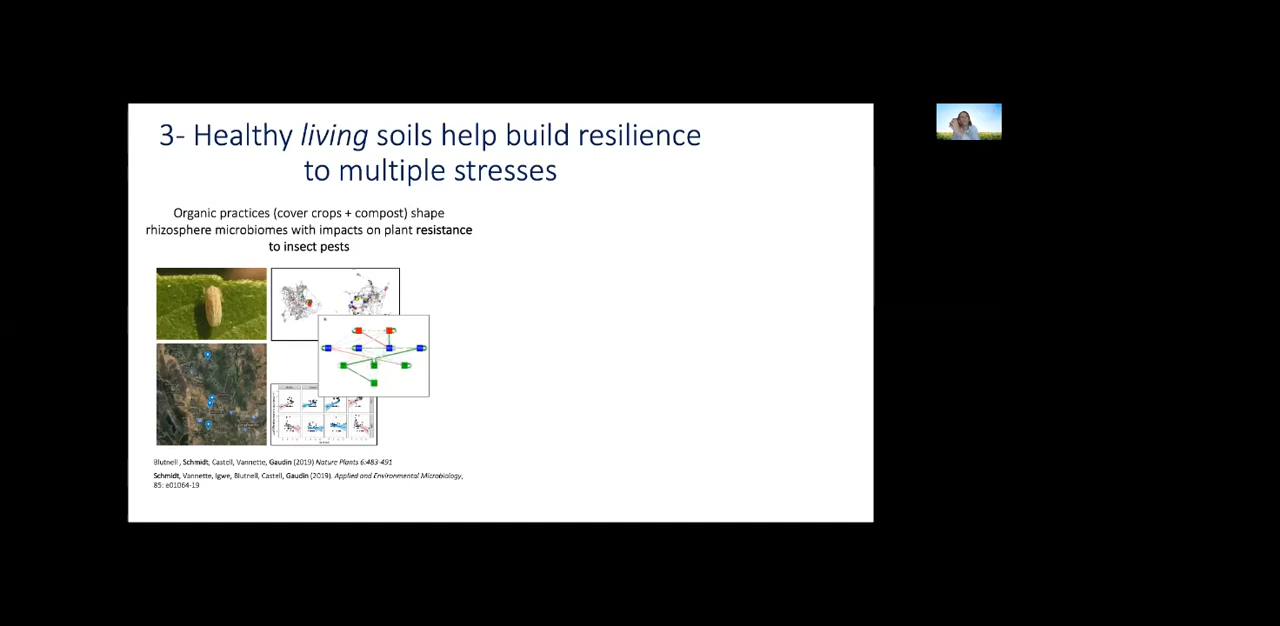 3- Healthy living soils help build resilience
to multiple stresses
Organic practices (cover crops + compost) shape
rhizosphere microbiomes with impacts on plant resistance
to insect pests
Blutnell , Schmidt, Castell, Vannette, Gaudin (2019) Nature Plants 6:483-491
Schmidt, Vannette, Igwe, Blutnell, Castell, Gaudin (2019). Applied and Environmental Microbiology,
85: e01064-19